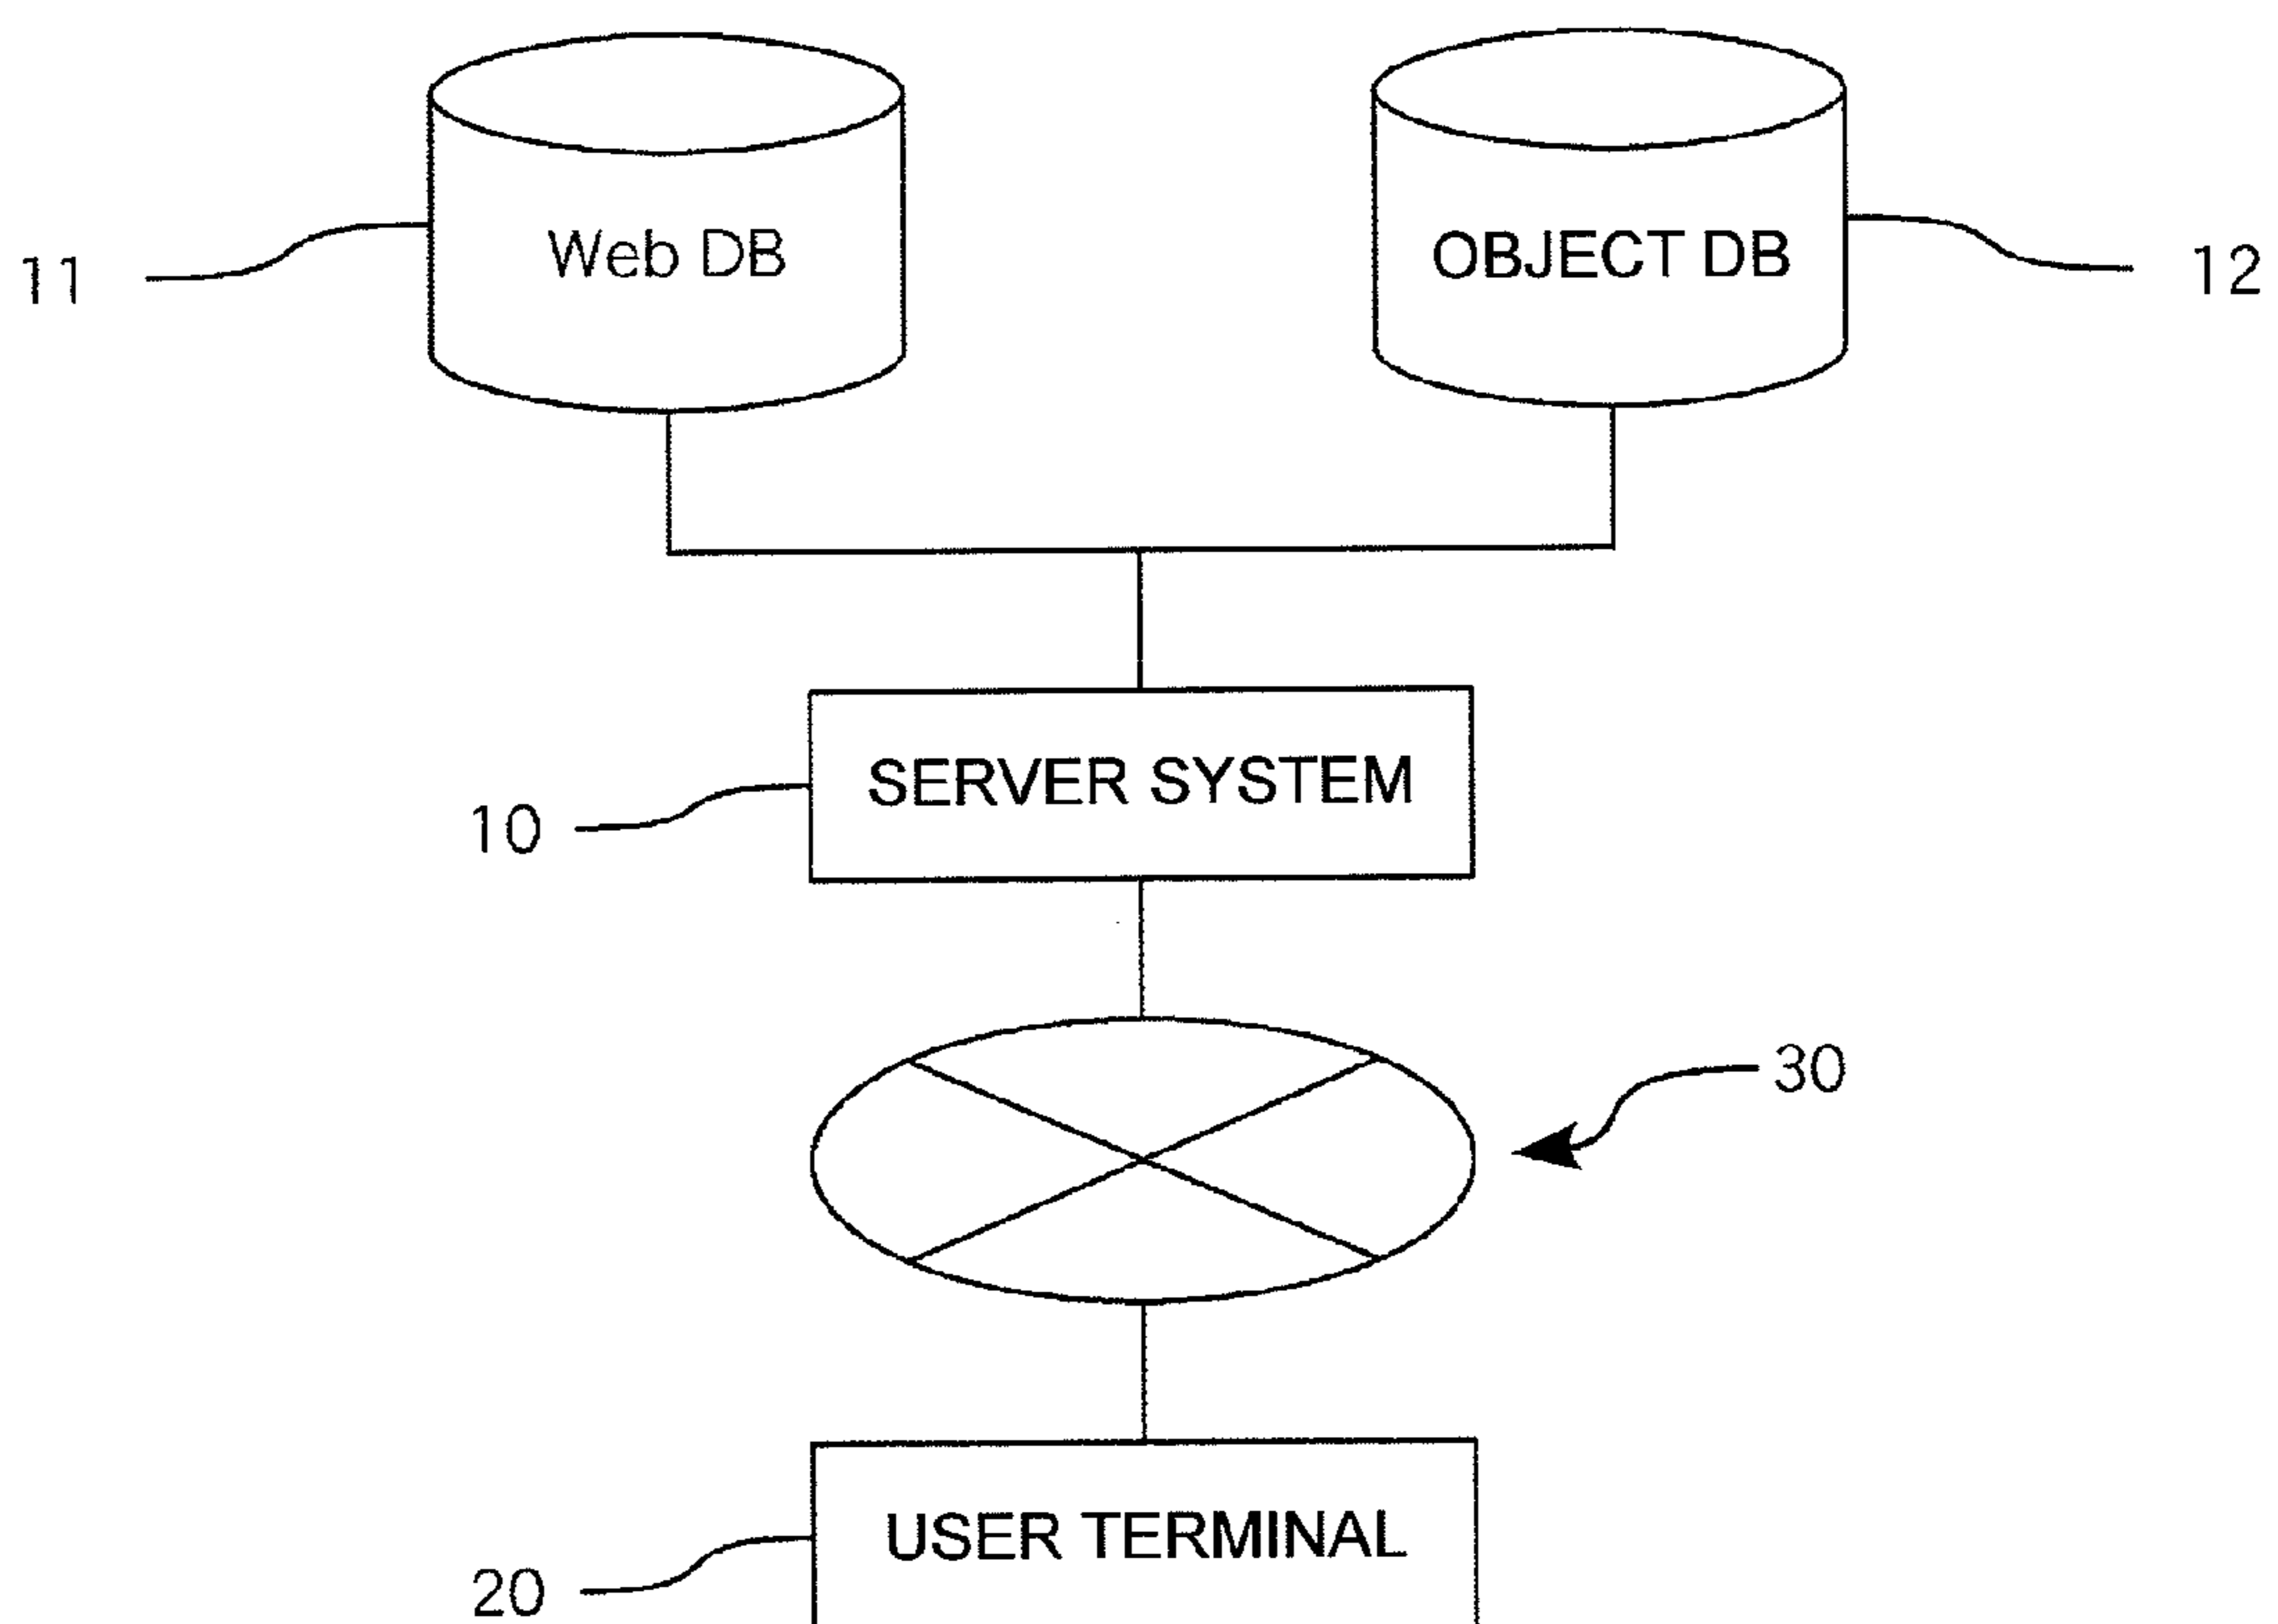 Web DB
OBJECT DB
11
12
SERVER SYSTEM
10
30
USER TERMINAL
20